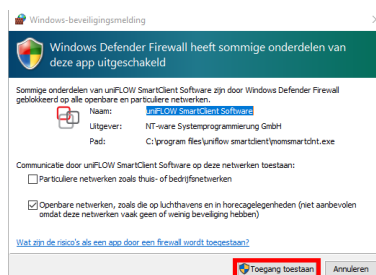 Windows-beveiligingsmelding
Windows Defender Firewall heeft sommige onderdelen van
deze app uitgeschakeld
Sommige onderdelen van uniFLOW SmartClient Software zijn door Windows Defender Firewall
geblokkeerd op alle openbare en particuliere netwerken.
Naam: uniFLOW SmartClient Software
Uitgever: NT-ware Systemprogrammierung GmbH
Pad: C:\program files\uniflow smartclient\momsmartclnt.exe
Communicatie door uniFLOW SmartClient Software op deze netwerken toestaan:
Particuliere netwerken zoals thuis- of bedrijfsnetwerken
Openbare netwerken, zoals die op luchthavens en in horecagelegenheden (niet aanbevolen
omdat deze netwerken vaak geen of weinig beveiliging hebben)
Wat zijn de risico's als een app door een firewall wordt toegestaan?
Toegang toestaan Annuleren